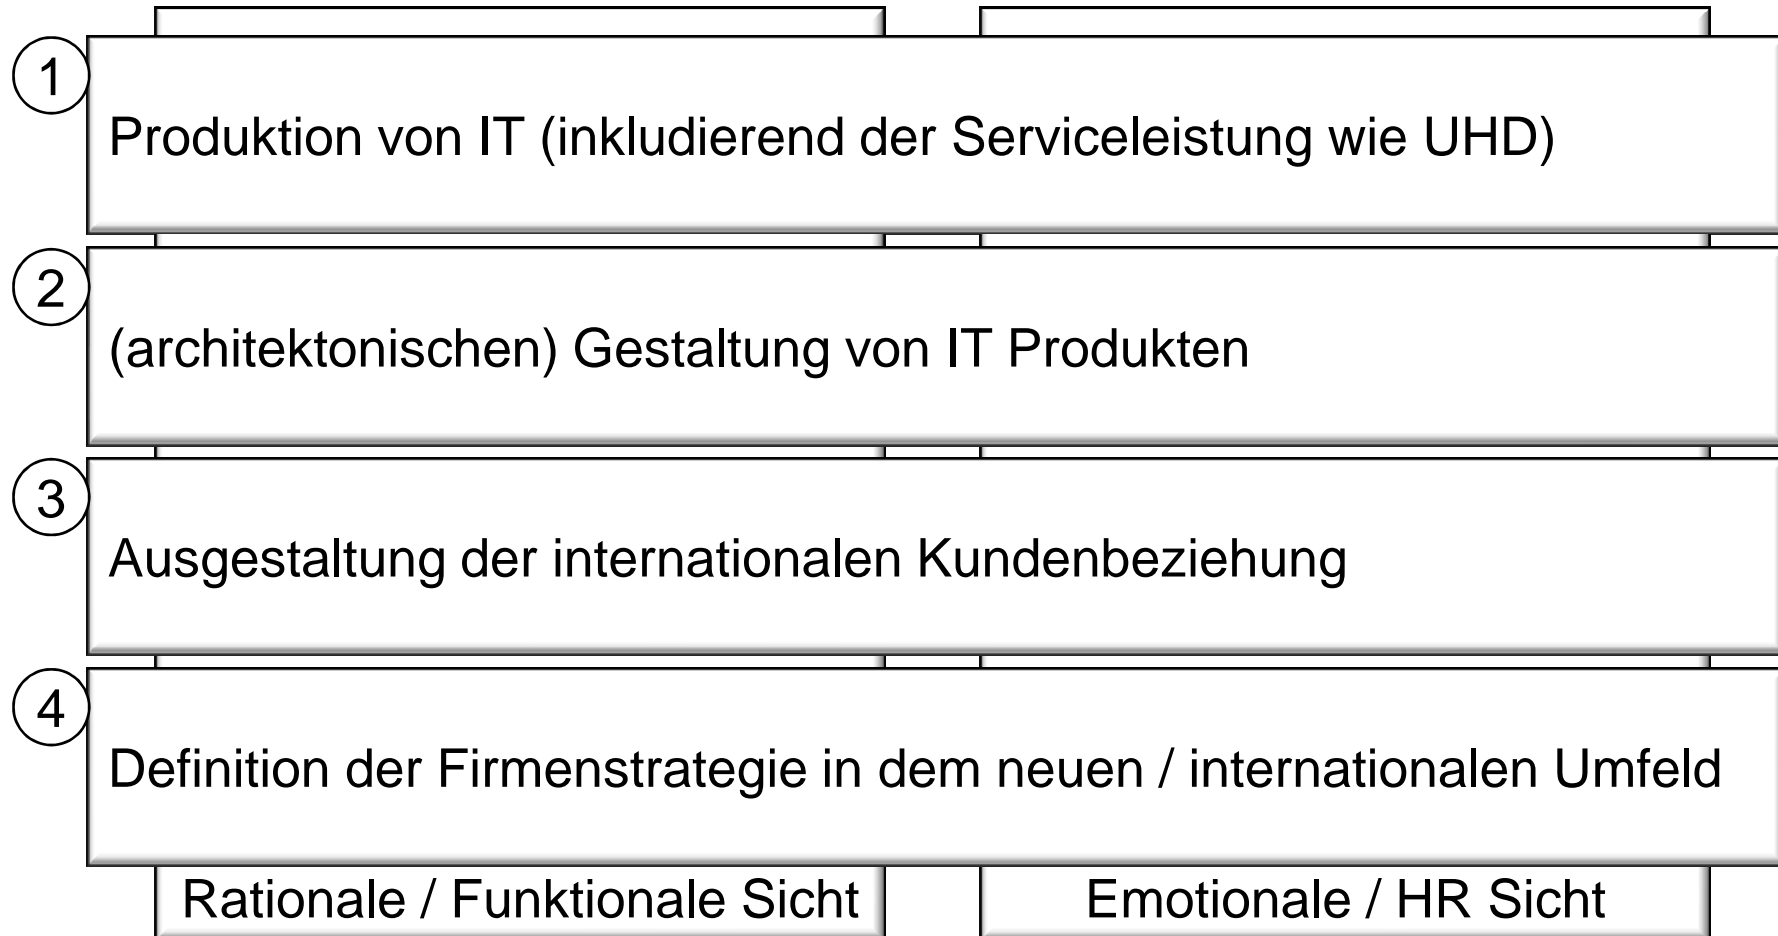 1
Produktion von IT (inkludierend der Serviceleistung wie UHD)
2
(architektonischen) Gestaltung von IT Produkten
3
Ausgestaltung der internationalen Kundenbeziehung
4
Definition der Firmenstrategie in dem neuen / internationalen Umfeld
Rationale / Funktionale Sicht
Emotionale / HR Sicht